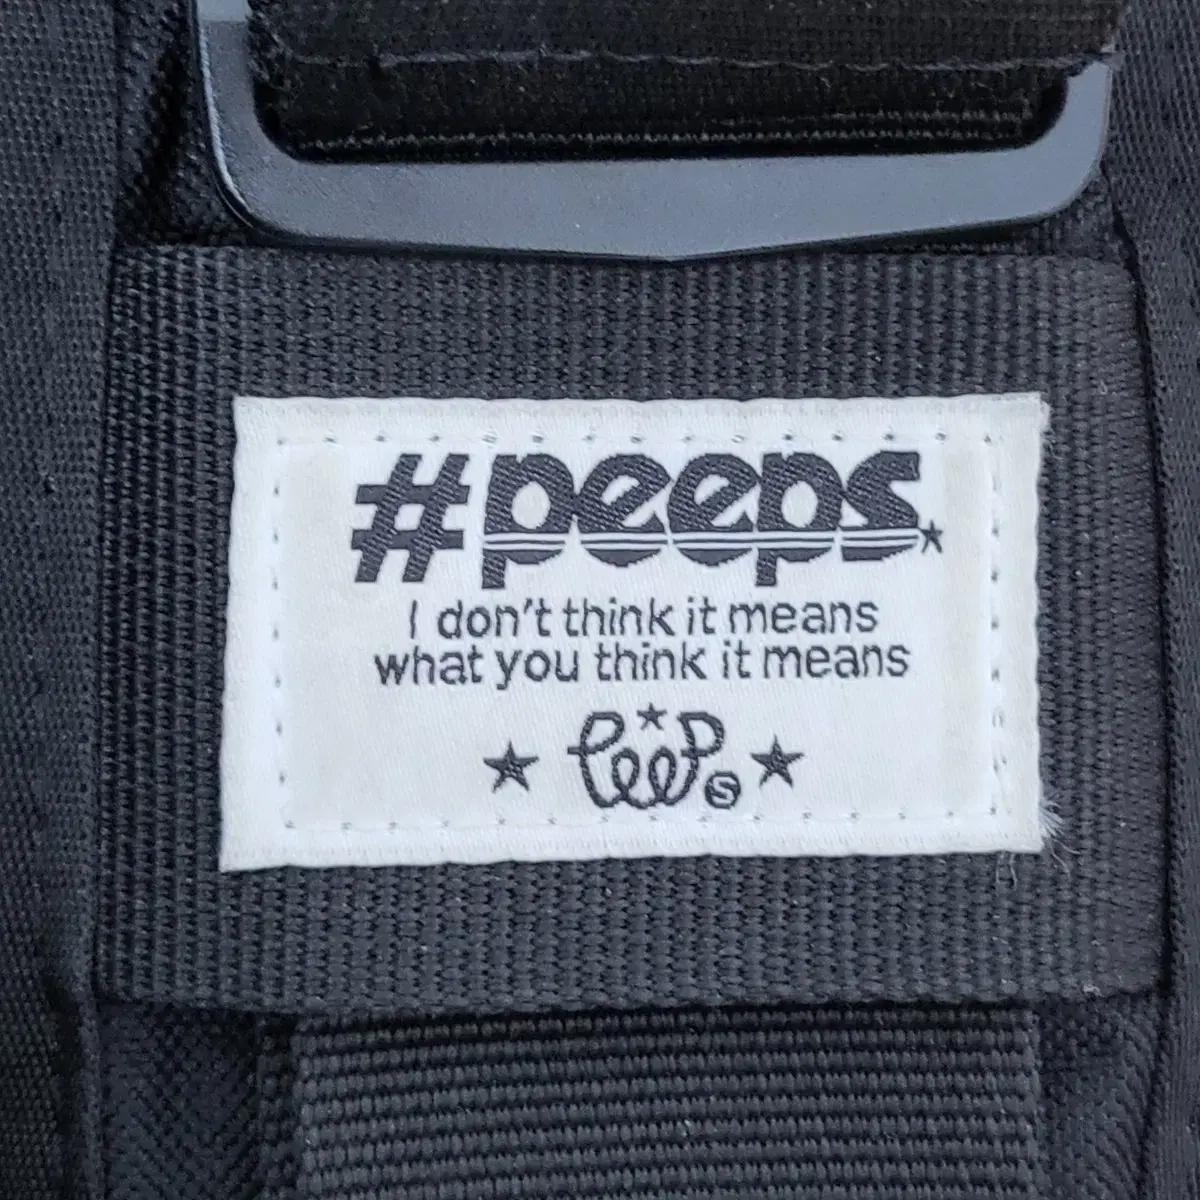 #peeps.
I don't think it means
what you think it means
PeePs